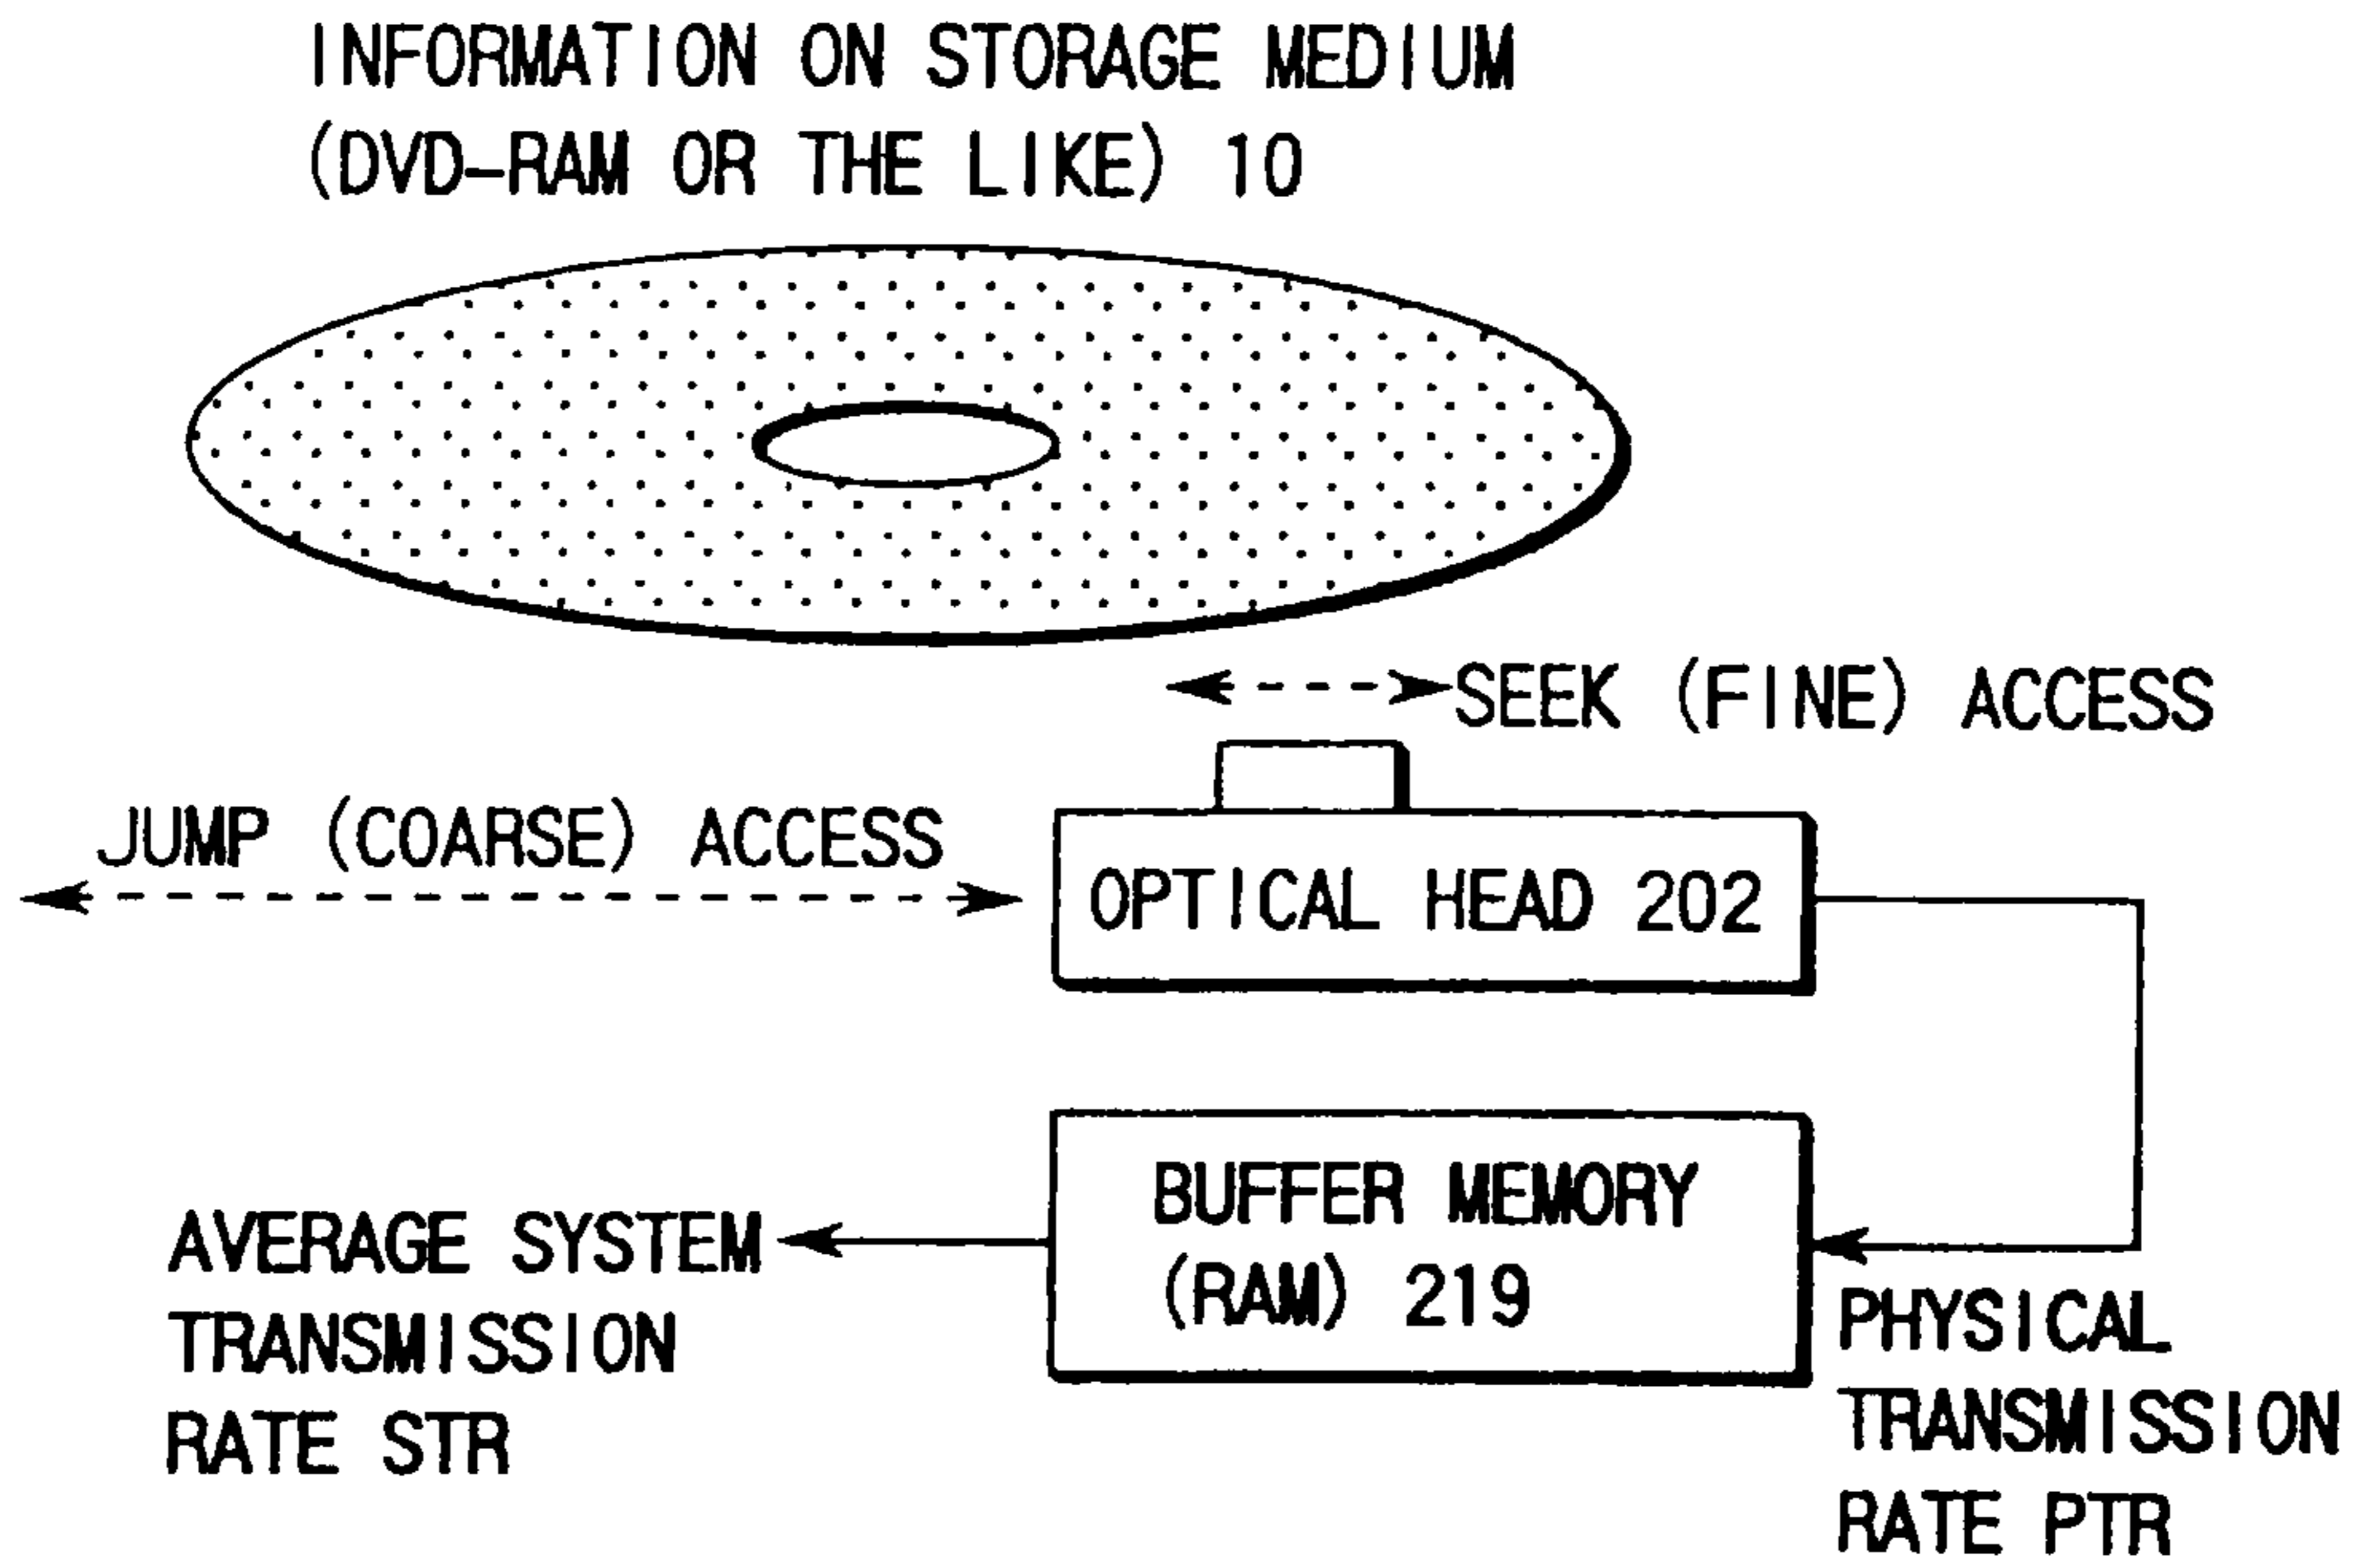 INFORMATION ON STORAGE MEDIUM
(DVD-RAM OR THE LIKE) 10
SEEK (FINE) ACCESS
JUMP (COARSE) ACCESS
OPTICAL HEAD 202
BUFFER MEMORY
(RAM) 219
AVERAGE SYSTEM
TRANSMISSION
RATE STR
PHYSICAL
TRANSMISSION
RATE PTR